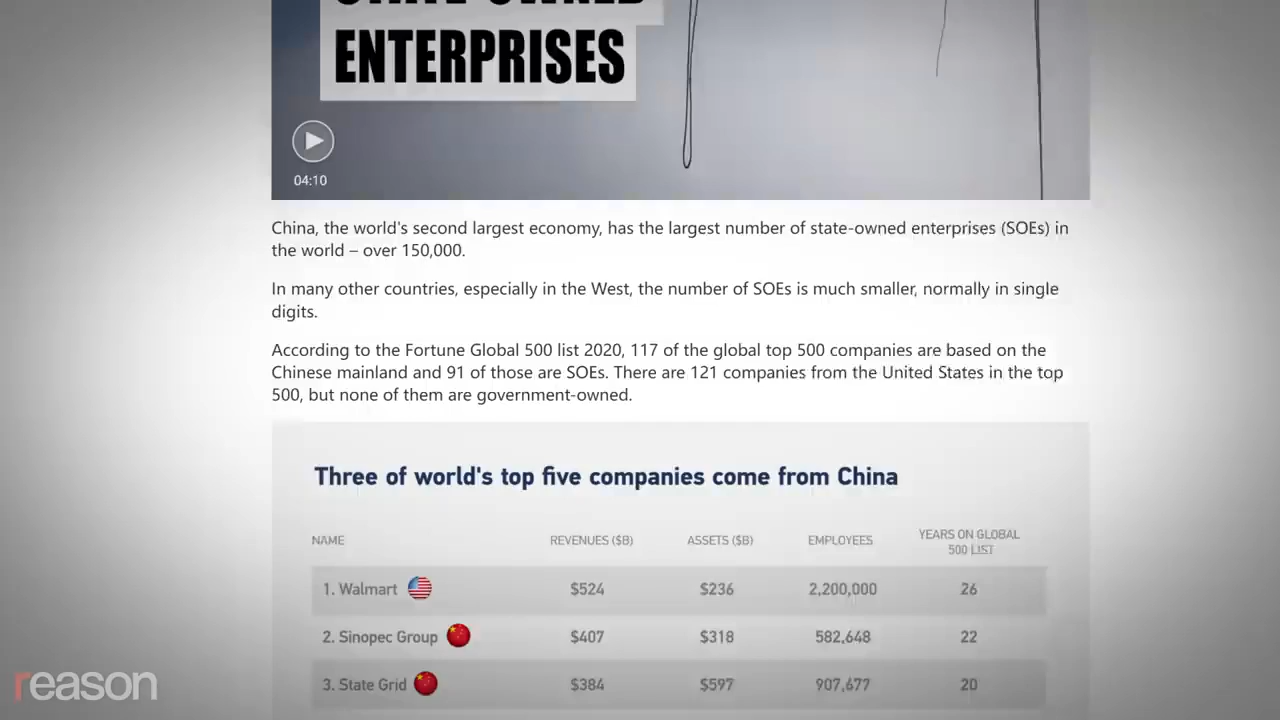 ENTERPRISES
04:10
China, the world's second largest economy, has the largest number of state-owned enterprises (SOEs) in
the world – over 150,000.
In many other countries, especially in the West, the number of SOEs is much smaller, normally in single
digits.
According to the Fortune Global 500 list 2020, 117 of the global top 500 companies are based on the
Chinese mainland and 91 of those are SOEs. There are 121 companies from the United States in the top
500, but none of them are government-owned.
Three of world's top five companies come from China
NAME REVENUES ($B) ASSETS ($B) EMPLOYEES YEARS ON GLOBAL
500 LIST
1. Walmart $524 $236 2,200,000 26
2. Sinopec Group $407 $318 582,648 22
3. State Grid $384 $597 907,677 20
reason